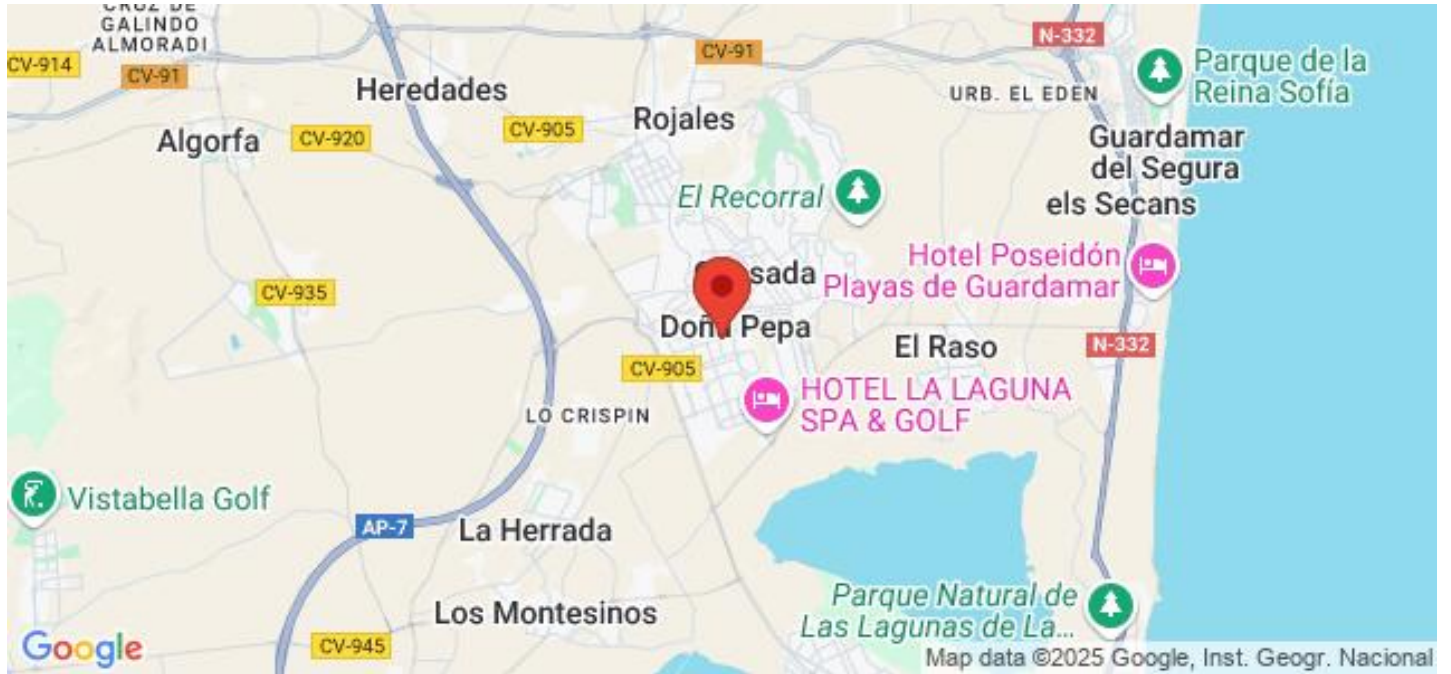 CRUZ DE
GALINDO
ALMORADI
CV-914
CV-91
CV-91
N-332
Parque de la
Reina Sofía
URB. EL EDEN
Heredades
Rojales
CV-905
CV-920
Algorfa
Guardamar
del Segura
els Secans
El Recorral
Hotel Poseidón
Playas de Guardamar
sada
CV-935
Doña Pepa
El Raso
N-332
CV-905
HOTEL LA LAGUNA
SPA & GOLF
LO CRISPIN
Vistabella Golf
AP-7
La Herrada
Los Montesinos
Parque Natural de
Las Lagunas de La...
CV-945
Google
Map data ©2025 Google, Inst. Geogr. Nacional